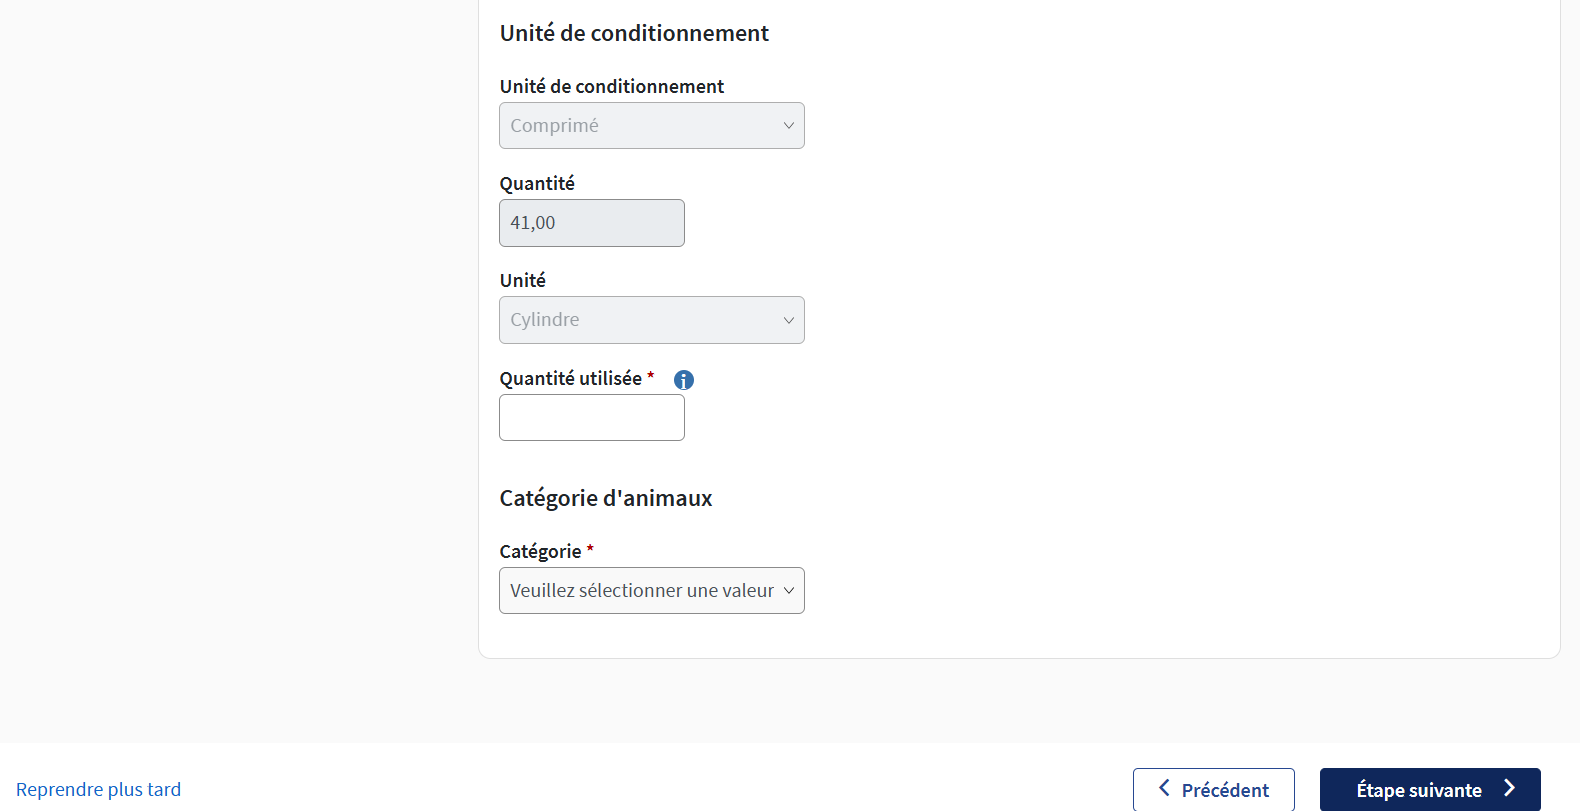 Unité de conditionnement
Unité de conditionnement
Comprimé
Quantité
41,00
Unité
Cylindre
Quantité utilisée *
Catégorie d'animaux
Catégorie *
Veuillez sélectionner une valeur
Reprendre plus tard
Précédent
Étape suivante